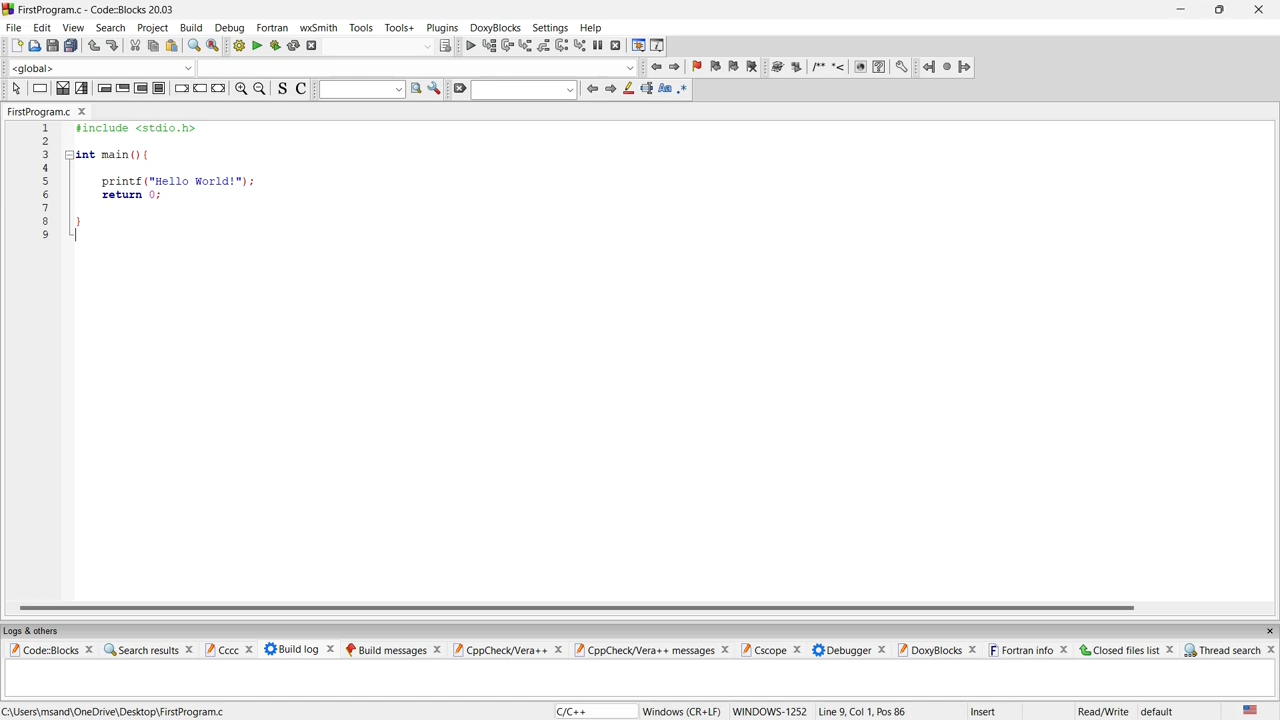 FirstProgram.c - Code::Blocks 20.03
File Edit View Search Project Build Debug Fortran wxSmith Tools Tools+ Plugins DoxyBlocks Settings Help
<global>
/** *<
S C
Aa .*
FirstProgram.c
1 #include <stdio.h>
2
3 int main(){
4
5 printf("Hello World!");
6 return 0;
7
8 }
9
Logs & others
Code::Blocks Search results Cccc Build log Build messages CppCheck/Vera++ CppCheck/Vera++ messages Cscope Debugger DoxyBlocks Fortran info Closed files list Thread search
C:\Users\msand\OneDrive\Desktop\FirstProgram.c C/C++ Windows (CR+LF) WINDOWS-1252 Line 9, Col 1, Pos 86 Insert Read/Write default